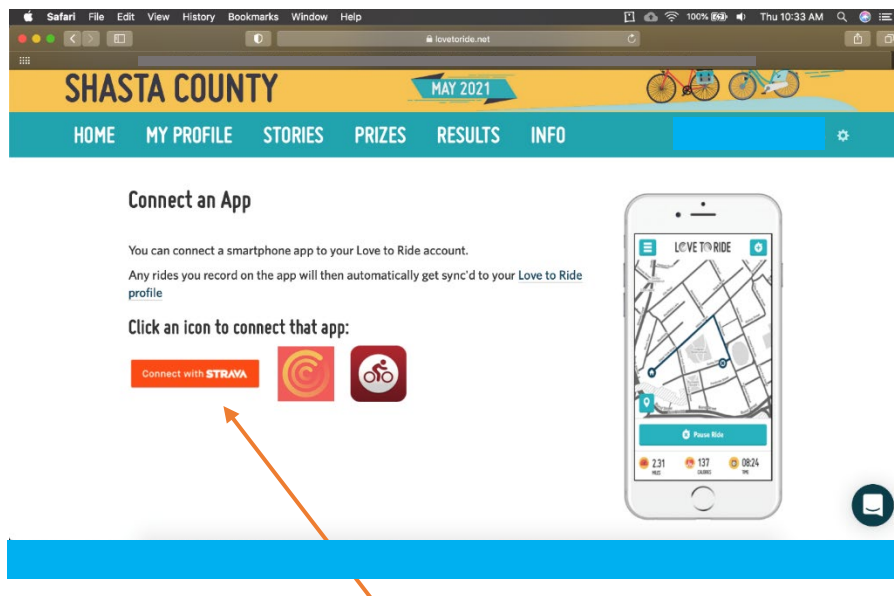 Safari File Edit View History Bookmarks Window Help 100% Thu 10:33 AM
lovetoride.net
SHASTA COUNTY MAY 2021
HOME MY PROFILE STORIES PRIZES RESULTS INFO
Connect an App
You can connect a smartphone app to your Love to Ride account.
Any rides you record on the app will then automatically get sync'd to your Love to Ride
profile
Click an icon to connect that app:
Connect with STRAVA
LOVE TO RIDE
Pause Ride
2.31 137 08:24
MILES CALORIES TIME